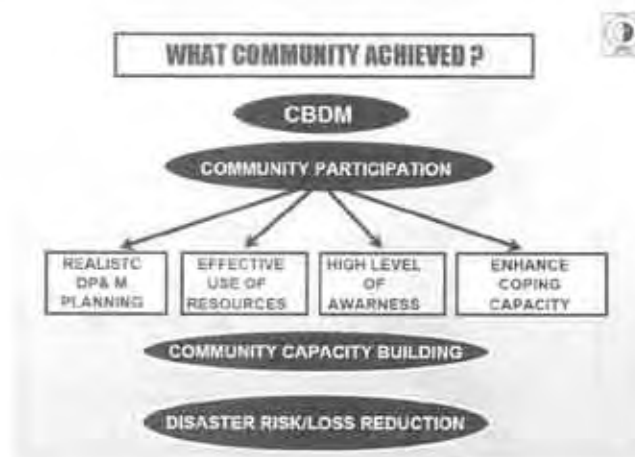 WHAT COMMUNITY ACHIEVED ?
CBDM
COMMUNITY PARTICIPATION
REALISTC
DP& M
PLANNING
EFFECTIVE
USE OF
RESOURCES
HIGH LEVEL
OF
AWARNESS
ENHANCE
COPING
CAPACITY
COMMUNITY CAPACITY BUILDING
DISASTER RISK/LOSS REDUCTION